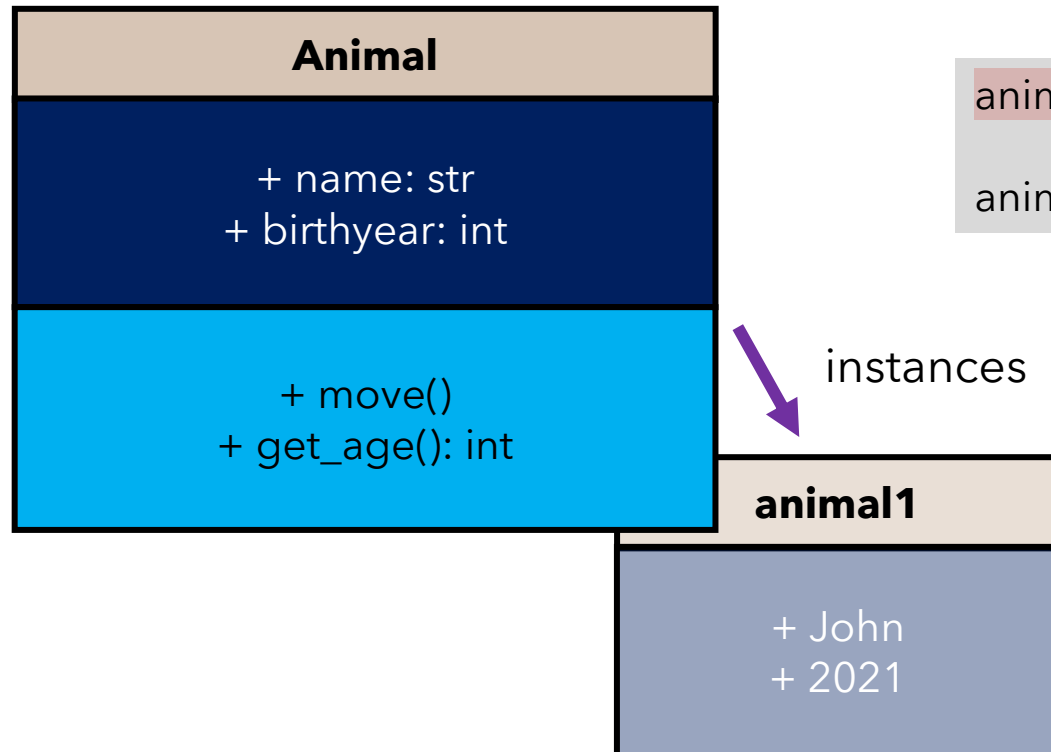 Animal
+ name: str
+ birthyear: int
+ move()
+ get_age(): int
instances
animal1
+ John
+ 2021